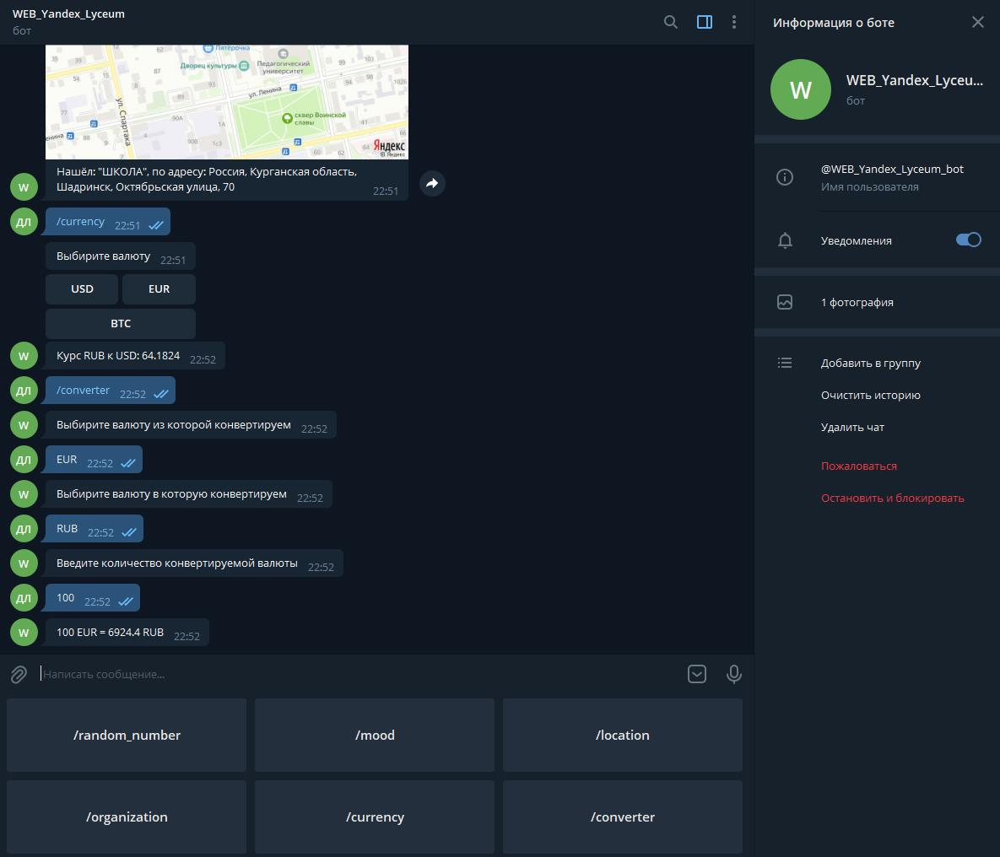 WEB_Yandex_Lyceum
бот
Пятёрочка
Дворец культуры
Педагогический
университет
ул. Ленина
ул. Спартака
сквер Воинской
славы
Яндекс
© Яндекс
Нашёл: "ШКОЛА", по адресу: Россия, Курганская область,
Шадринск, Октябрьская улица, 70
22:51
W
ДЛ
/currency 22:51
Выбирите валюту 22:51
USD
EUR
BTC
W
Курс RUB к USD: 64.1824 22:52
ДЛ
/converter 22:52
W
Выбирите валюту из которой конвертируем 22:52
ДЛ
EUR 22:52
W
Выбирите валюту в которую конвертируем 22:52
ДЛ
RUB 22:52
W
Введите количество конвертируемой валюты 22:52
ДЛ
100 22:52
W
100 EUR = 6924.4 RUB 22:52
Написать сообщение...
/random_number
/mood
/location
/organization
/currency
/converter
Информация о боте
W
WEB_Yandex_Lyceu...
бот
@WEB_Yandex_Lyceum_bot
Имя пользователя
Уведомления
1 фотография
Добавить в группу
Очистить историю
Удалить чат
Пожаловаться
Остановить и блокировать